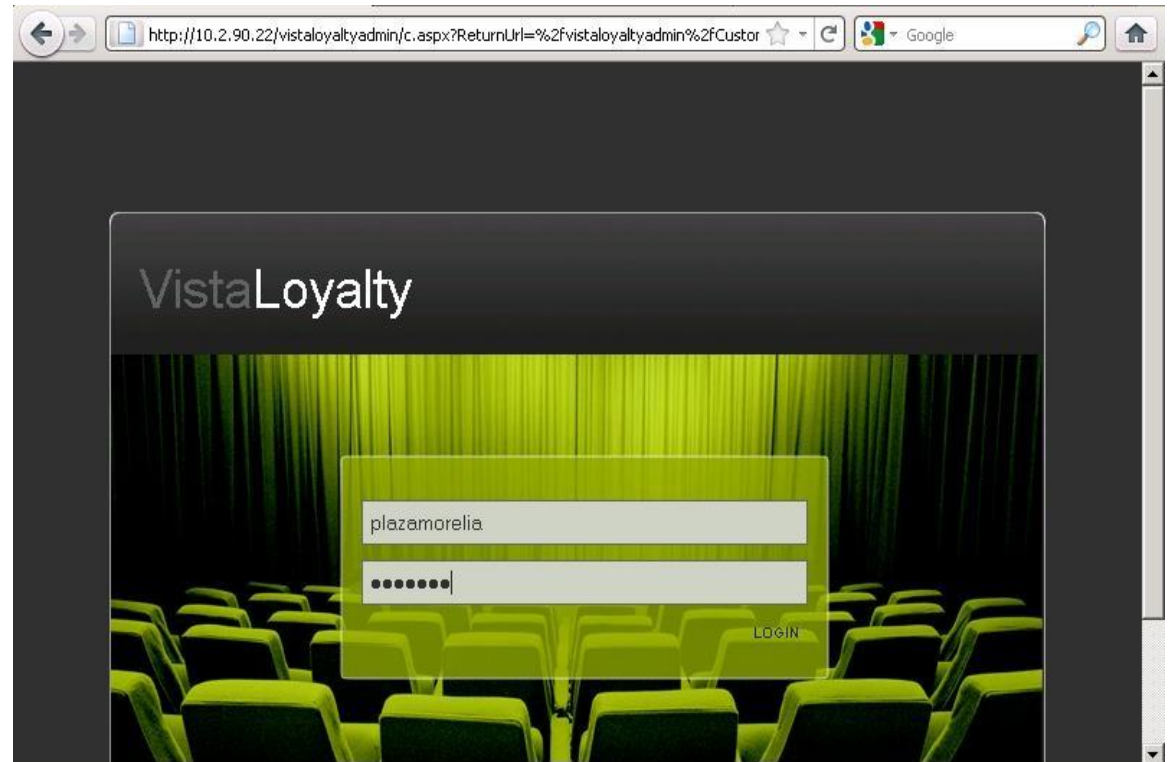 http://10.2.90.22/vistaloyaltyadmin/c.aspx?ReturnUrl=%2fvistaloyaltyadmin%2fCustor
Google
VistaLoyalty
plazamorelia
•••••••
LOGIN